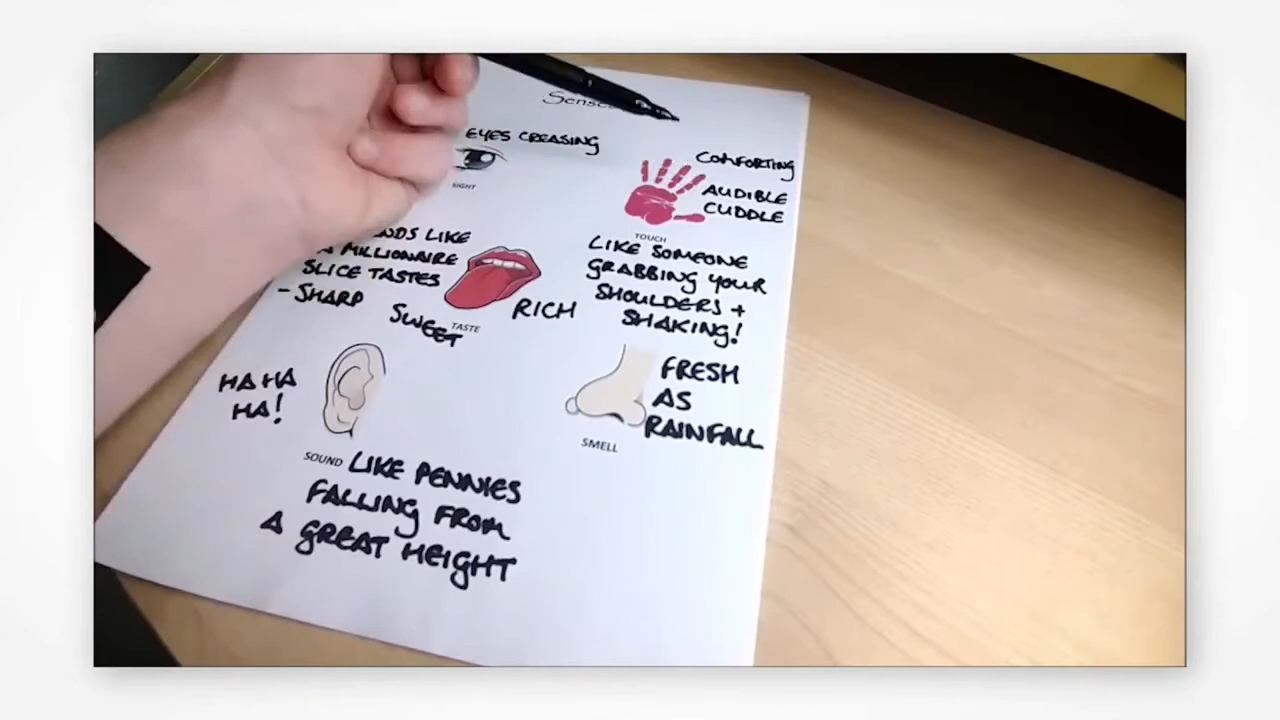 Senses
EYES CREASING
SIGHT
COMFORTING
AUDIBLE
CUDDLE
TOUCH
LIKE SOMEONE
GRABBING YOUR
SHOULDERS +
SHAKING!
LIKE
A MILLIONAIRE
SLICE TASTES
- SHARP
SWEET
RICH
TASTE
HA HA
HA!
SOUND
LIKE PENNIES
FALLING FROM
A GREAT HEIGHT
FRESH
AS
RAINFALL
SMELL